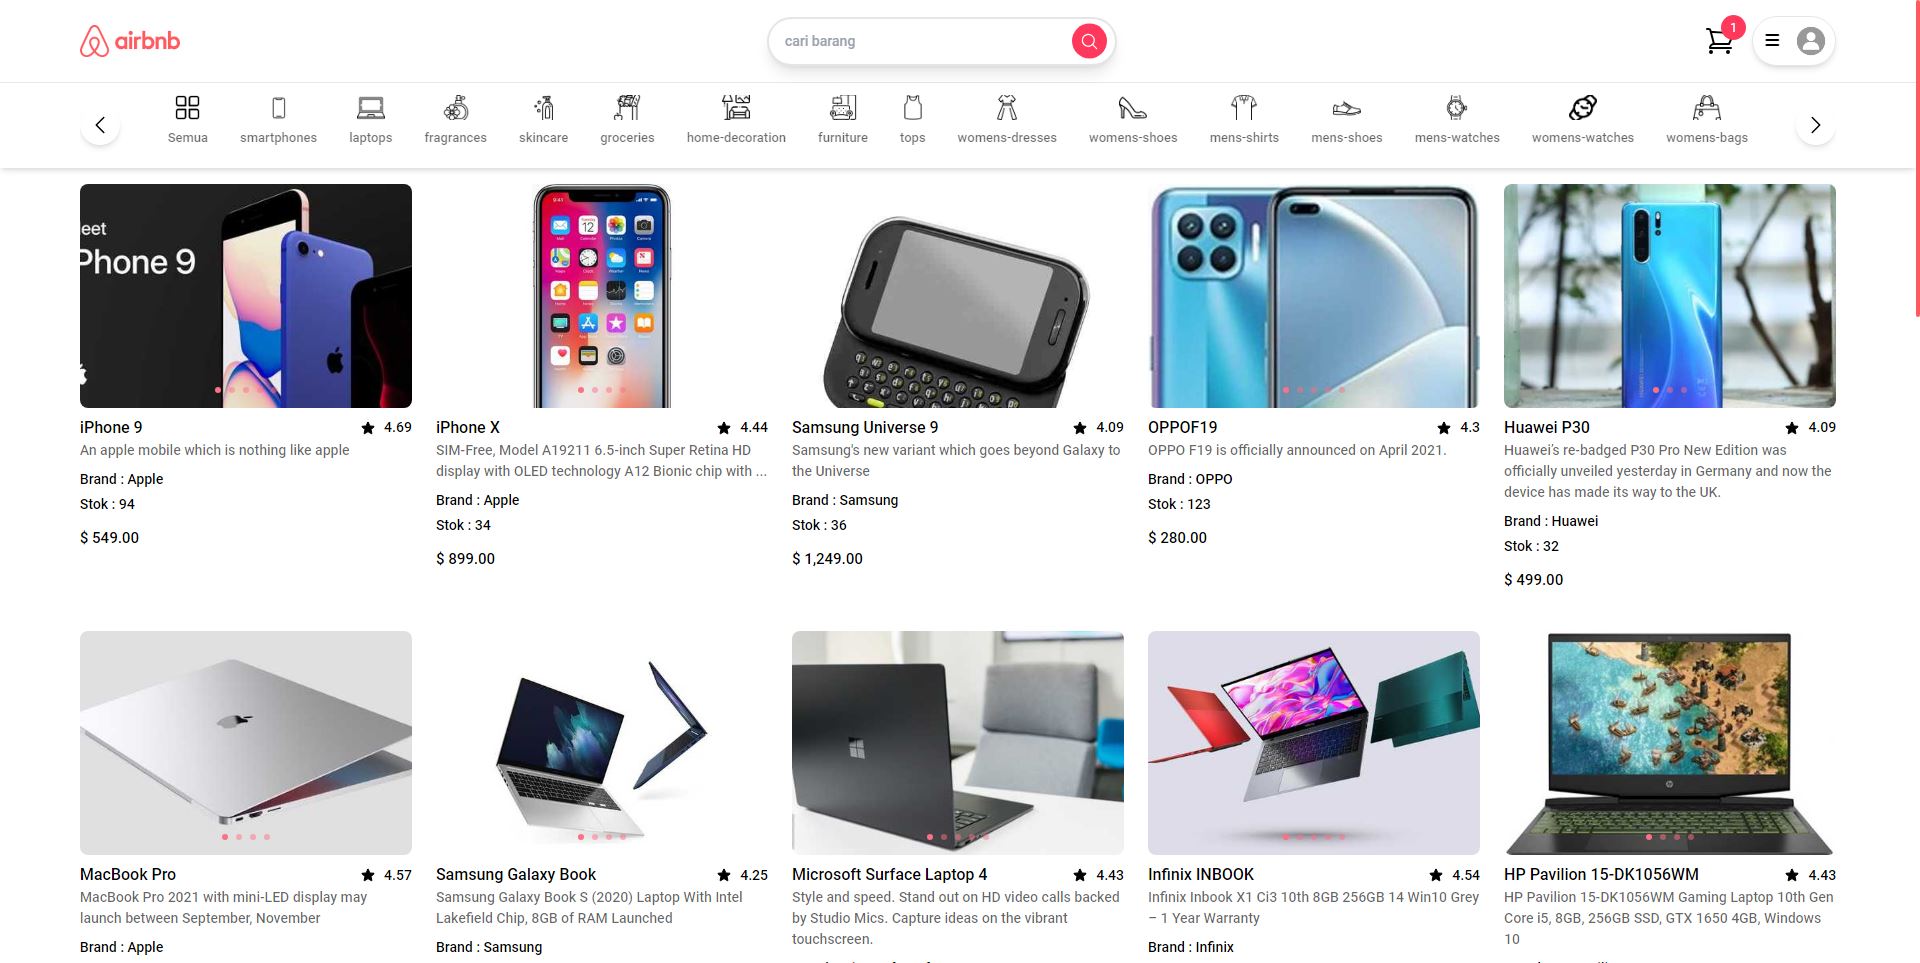 airbnb
cari barang
1
Semua
smartphones
laptops
fragrances
skincare
groceries
home-decoration
furniture
tops
womens-dresses
womens-shoes
mens-shirts
mens-shoes
mens-watches
womens-watches
womens-bags
eet
Phone 9
iPhone 9
4.69
An apple mobile which is nothing like apple
Brand : Apple
Stok : 94
$ 549.00
iPhone X
4.44
SIM-Free, Model A19211 6.5-inch Super Retina HD
display with OLED technology A12 Bionic chip with ...
Brand : Apple
Stok : 34
$ 899.00
Samsung Universe 9
4.09
Samsung's new variant which goes beyond Galaxy to
the Universe
Brand : Samsung
Stok : 36
$ 1,249.00
OPPOF19
4.3
OPPO F19 is officially announced on April 2021.
Brand : OPPO
Stok : 123
$ 280.00
Huawei P30
4.09
Huawei's re-badged P30 Pro New Edition was
officially unveiled yesterday in Germany and now the
device has made its way to the UK.
Brand : Huawei
Stok : 32
$ 499.00
MacBook Pro
4.57
MacBook Pro 2021 with mini-LED display may
launch between September, November
Brand : Apple
Samsung Galaxy Book
4.25
Samsung Galaxy Book S (2020) Laptop With Intel
Lakefield Chip, 8GB of RAM Launched
Brand : Samsung
Microsoft Surface Laptop 4
4.43
Style and speed. Stand out on HD video calls backed
by Studio Mics. Capture ideas on the vibrant
touchscreen.
Infinix INBOOK
4.54
Infinix Inbook X1 Ci3 10th 8GB 256GB 14 Win10 Grey
– 1 Year Warranty
Brand : Infinix
HP Pavilion 15-DK1056WM
4.43
HP Pavilion 15-DK1056WM Gaming Laptop 10th Gen
Core i5, 8GB, 256GB SSD, GTX 1650 4GB, Windows
10